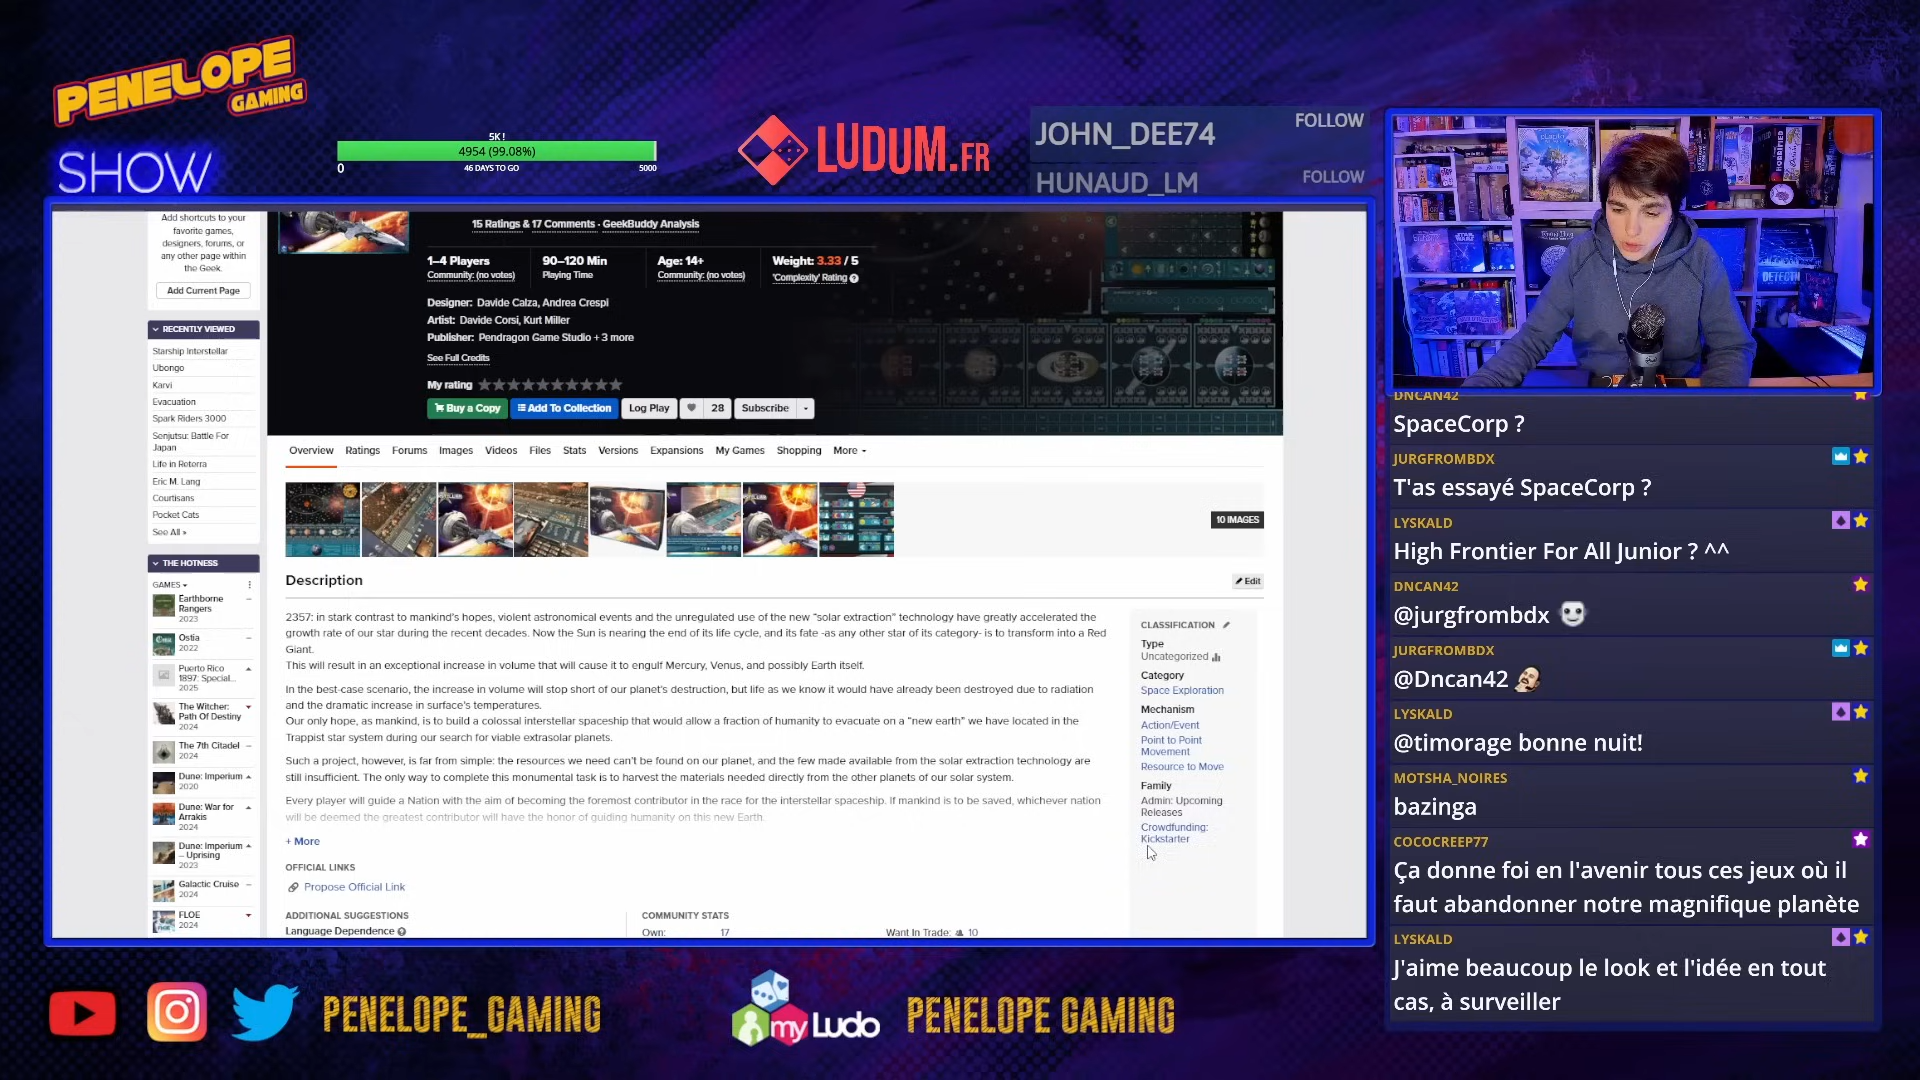 PENELOPE
GAMING
SHOW
5K !
4954 (99.08%)
0
46 DAYS TO GO
5000
LUDUM.FR
JOHN_DEE74
FOLLOW
HUNAUD_LM
FOLLOW
Add shortcuts to your
favorite games,
designers, forums, or
any other page within
the Geek.
Add Current Page
RECENTLY VIEWED
Starship Interstellar
Ubongo
Karvi
Evacuation
Spark Riders 3000
Senjutsu: Battle For
Japan
Life in Reterra
Eric M. Lang
Courtisans
Pocket Cats
See All »
THE HOTNESS
GAMES
Earthborne
Rangers
2023
Ostia
2022
Puerto Rico
1897: Special...
2025
The Witcher:
Path Of Destiny
2024
The 7th Citadel
2024
Dune: Imperium
2020
Dune: War for
Arrakis
2024
Dune: Imperium
– Uprising
2023
Galactic Cruise
2024
FLOE
2024
15 Ratings & 17 Comments · GeekBuddy Analysis
1–4 Players
Community: (no votes)
90–120 Min
Playing Time
Age: 14+
Community: (no votes)
Weight: 3.33 / 5
'Complexity' Rating
Designer: Davide Calza, Andrea Crespi
Artist: Davide Corsi, Kurt Miller
Publisher: Pendragon Game Studio + 3 more
See Full Credits
My rating
Buy a Copy
Add To Collection
Log Play
28
Subscribe
Overview
Ratings
Forums
Images
Videos
Files
Stats
Versions
Expansions
My Games
Shopping
More
10 IMAGES
Description
Edit
2357: in stark contrast to mankind's hopes, violent astronomical events and the unregulated use of the new "solar extraction" technology have greatly accelerated the
growth rate of our star during the recent decades. Now the Sun is nearing the end of its life cycle, and its fate -as any other star of its category- is to transform into a Red
Giant.
This will result in an exceptional increase in volume that will cause it to engulf Mercury, Venus, and possibly Earth itself.
In the best-case scenario, the increase in volume will stop short of our planet's destruction, but life as we know it would have already been destroyed due to radiation
and the dramatic increase in surface's temperatures.
Our only hope, as mankind, is to build a colossal interstellar spaceship that would allow a fraction of humanity to evacuate on a "new earth" we have located in the
Trappist star system during our search for viable extrasolar planets.
Such a project, however, is far from simple: the resources we need can't be found on our planet, and the few made available from the solar extraction technology are
still insufficient. The only way to complete this monumental task is to harvest the materials needed directly from the other planets of our solar system.
Every player will guide a Nation with the aim of becoming the foremost contributor in the race for the interstellar spaceship. If mankind is to be saved, whichever nation
will be deemed the greatest contributor will have the honor of guiding humanity on this new Earth.
+ More
OFFICIAL LINKS
Propose Official Link
ADDITIONAL SUGGESTIONS
Language Dependence
COMMUNITY STATS
Own: 17
Want In Trade: 10
CLASSIFICATION
Type
Uncategorized
Category
Space Exploration
Mechanism
Action/Event
Point to Point
Movement
Resource to Move
Family
Admin: Upcoming
Releases
Crowdfunding:
Kickstarter
DNCAN42
SpaceCorp ?
JURGFROMBDX
T'as essayé SpaceCorp ?
LYSKALD
High Frontier For All Junior ? ^^
DNCAN42
@jurgfrombdx
JURGFROMBDX
@Dncan42
LYSKALD
@timorage bonne nuit!
MOTSHA_NOIRES
bazinga
COCOCREEP77
Ça donne foi en l'avenir tous ces jeux où il
faut abandonner notre magnifique planète
LYSKALD
J'aime beaucoup le look et l'idée en tout
cas, à surveiller
PENELOPE_GAMING
myLudo
PENELOPE GAMING